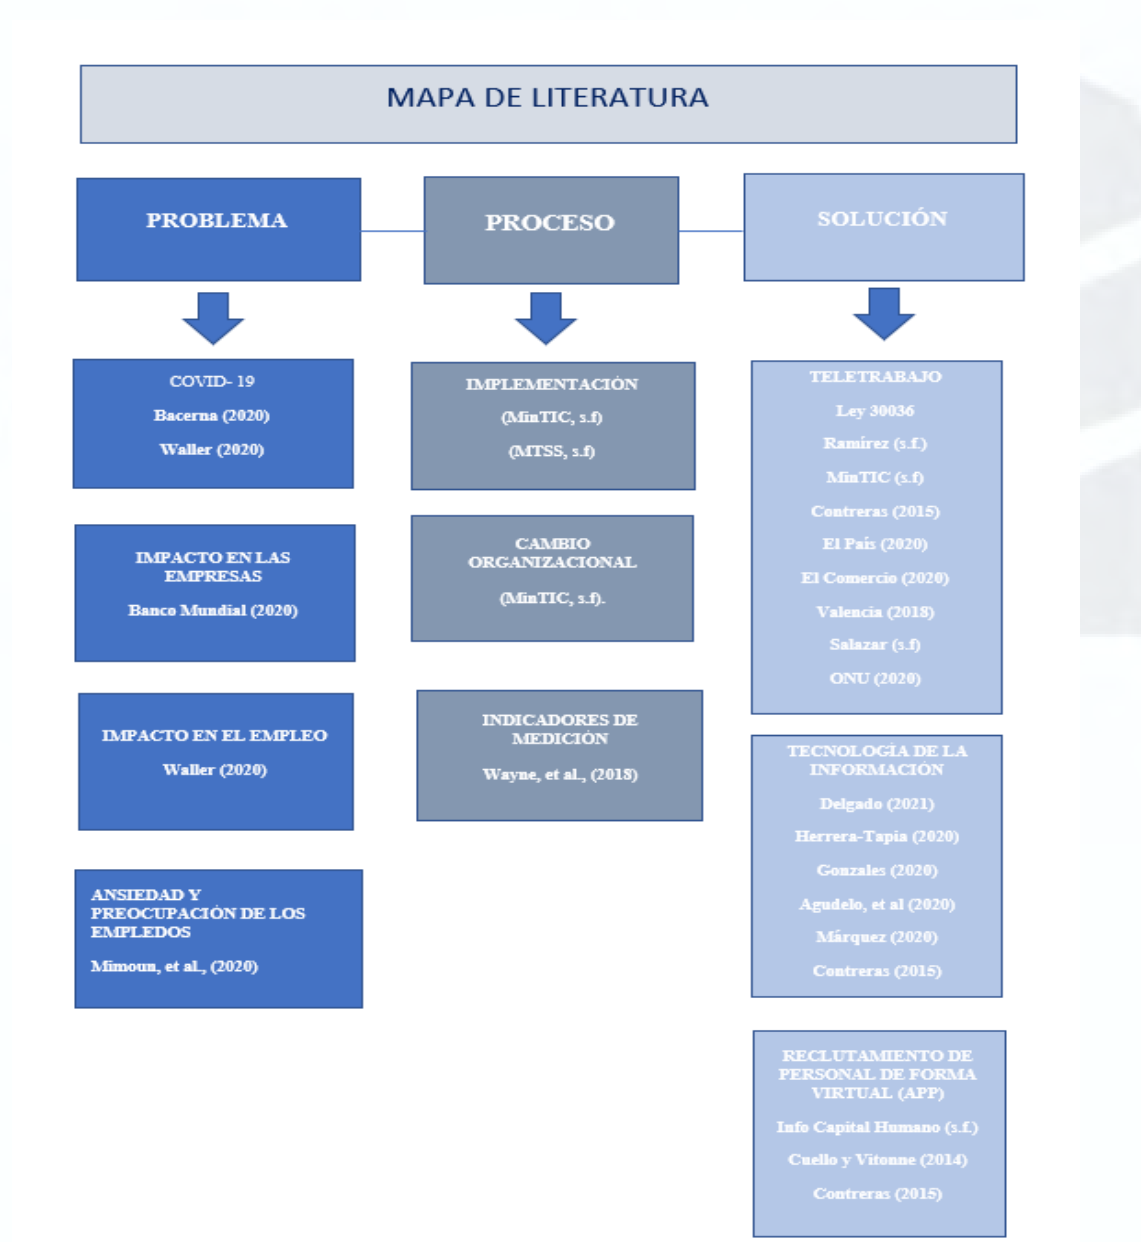 MAPA DE LITERATURA
PROBLEMA
PROCESO
SOLUCIÓN
COVID- 19
Bacerna (2020)
Waller (2020)
IMPACTO EN LAS
EMPRESAS
Banco Mundial (2020)
IMPACTO EN EL EMPLEO
Waller (2020)
ANSIEDAD Y
PREOCUPACIÓN DE LOS
EMPLEDOS
Mimoun, et al., (2020)
IMPLEMENTACIÓN
(MinTIC, s.f)
(MTSS, s.f)
CAMBIO
ORGANIZACIONAL
(MinTIC, s.f).
INDICADORES DE
MEDICIÓN
Wayne, et al., (2018)
TELETRABAJO
Ley 30036
Ramírez (s.f.)
MinTIC (s.f)
Contreras (2015)
El País (2020)
El Comercio (2020)
Valencia (2018)
Salazar (s.f)
ONU (2020)
TECNOLOGÍA DE LA
INFORMACIÓN
Delgado (2021)
Herrera-Tapia (2020)
Gonzales (2020)
Agudelo, et al (2020)
Márquez (2020)
Contreras (2015)
RECLUTAMIENTO DE
PERSONAL DE FORMA
VIRTUAL (APP)
Info Capital Humano (s.f.)
Cuello y Vitonne (2014)
Contreras (2015)